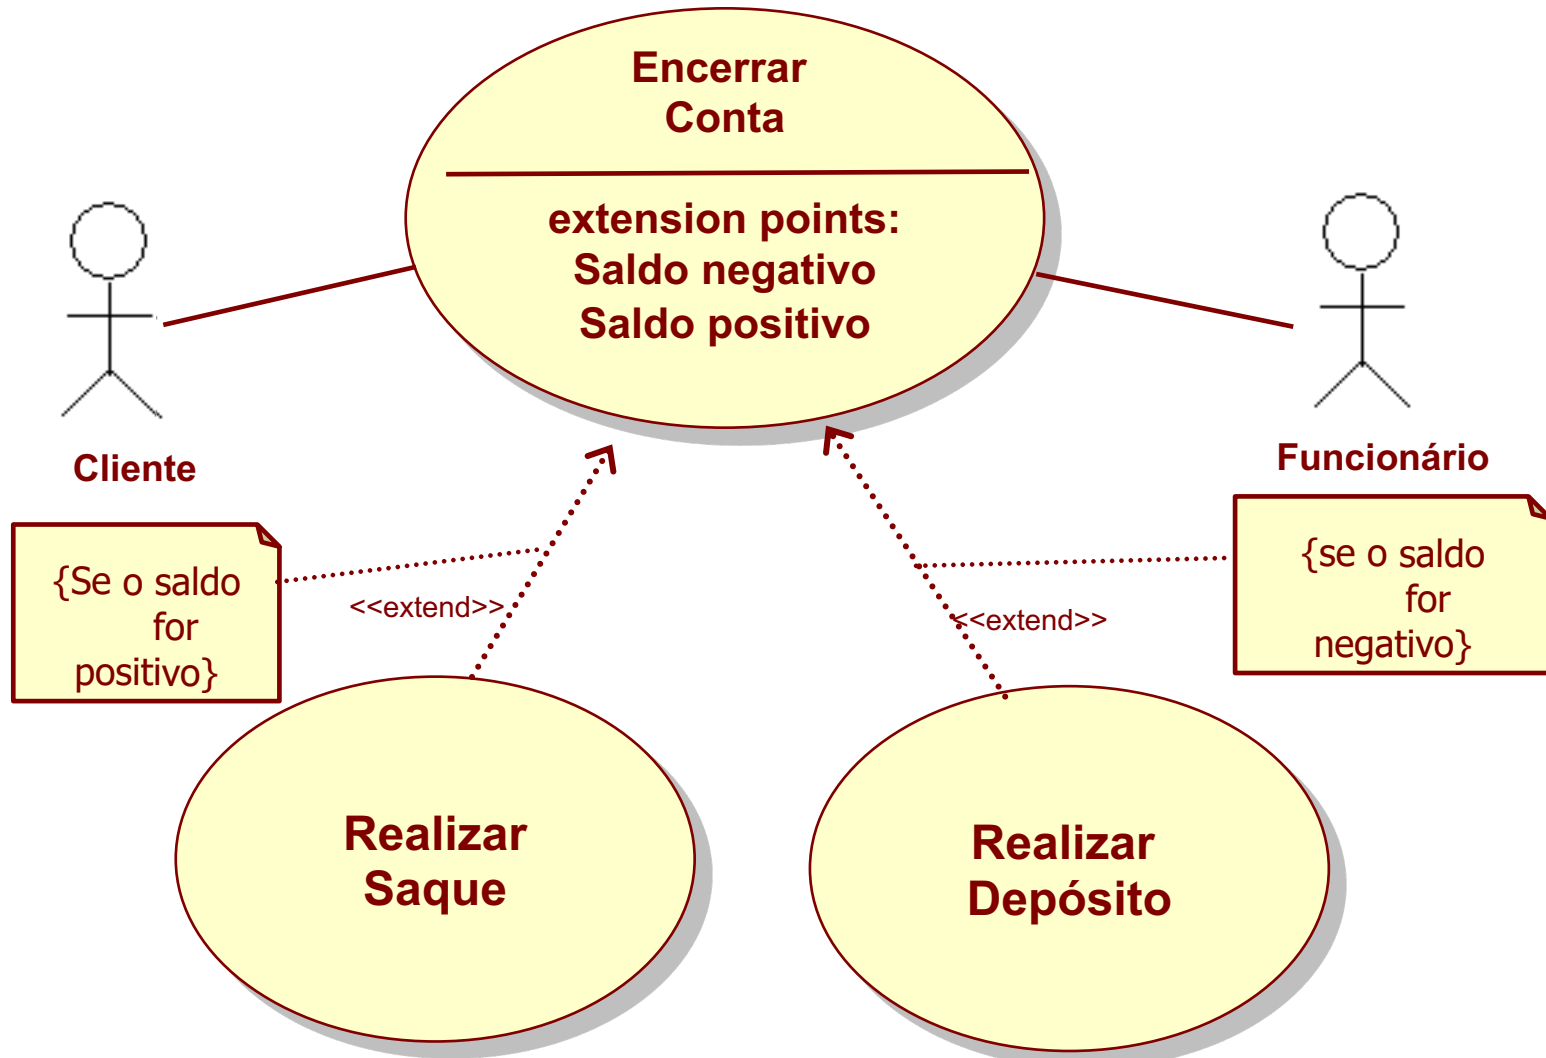 Encerrar
Conta
extension points:
Saldo negativo
Saldo positivo
Cliente
Funcionário
{Se o saldo
for
positivo}
<<extend>>
<<extend>>
{se o saldo
for
negativo}
Realizar
Saque
Realizar
Depósito